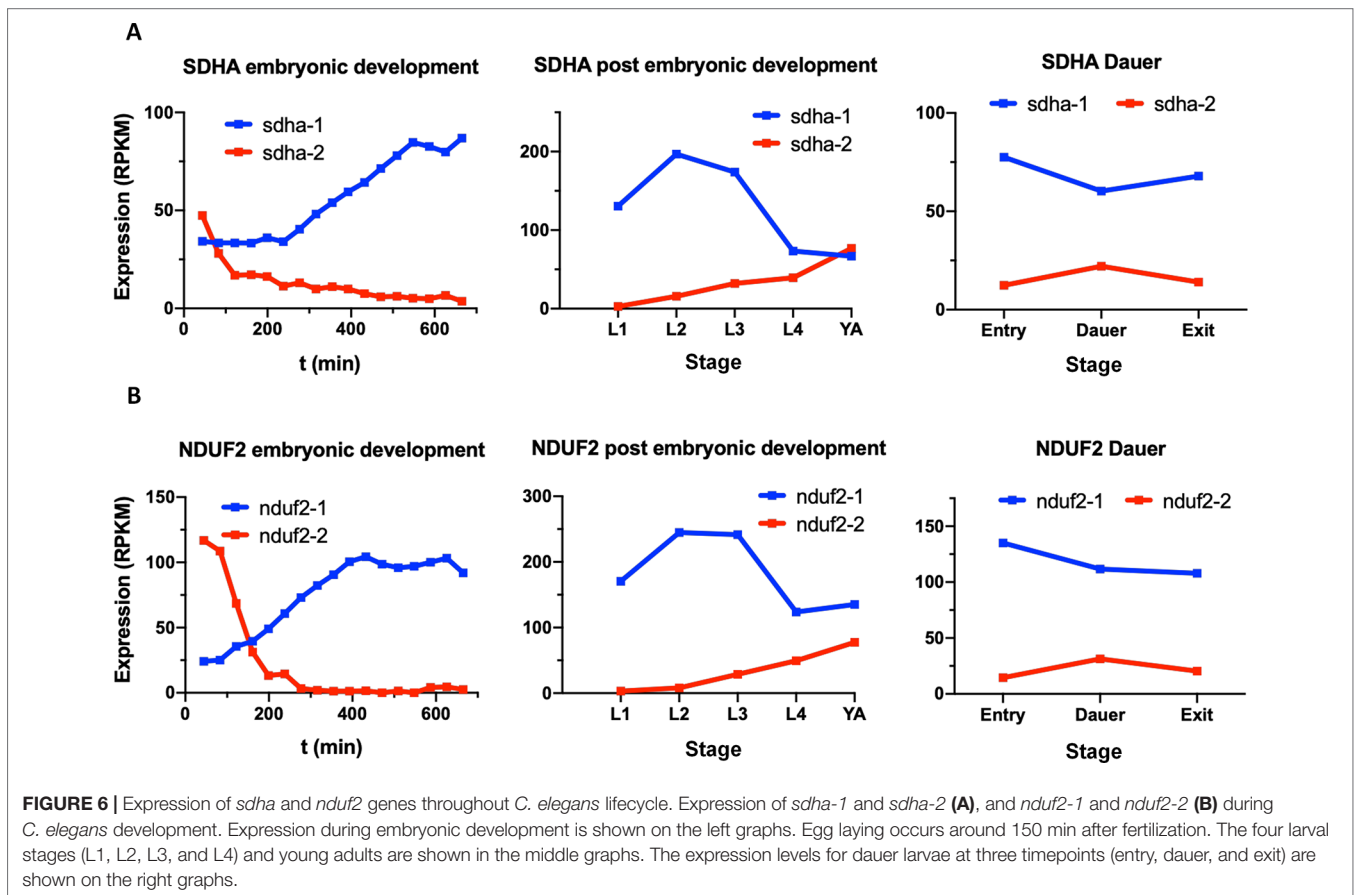 A
SDHA embryonic development
sdha-1
sdha-2
Expression (RPKM)
100
50
0
0 200 400 600
t (min)
SDHA post embryonic development
sdha-1
sdha-2
200
100
0
L1 L2 L3 L4 YA
Stage
SDHA Dauer
sdha-1 sdha-2
100
50
0
Entry Dauer Exit
Stage
B
NDUF2 embryonic development
nduf2-1
nduf2-2
Expression (RPKM)
150
100
50
0
0 200 400 600
t (min)
NDUF2 post embryonic development
nduf2-1
nduf2-2
300
200
100
0
L1 L2 L3 L4 YA
Stage
NDUF2 Dauer
nduf2-1 nduf2-2
150
100
50
0
Entry Dauer Exit
Stage
FIGURE 6 | Expression of sdha and nduf2 genes throughout C. elegans lifecycle. Expression of sdha-1 and sdha-2 (A), and nduf2-1 and nduf2-2 (B) during
C. elegans development. Expression during embryonic development is shown on the left graphs. Egg laying occurs around 150 min after fertilization. The four larval
stages (L1, L2, L3, and L4) and young adults are shown in the middle graphs. The expression levels for dauer larvae at three timepoints (entry, dauer, and exit) are
shown on the right graphs.